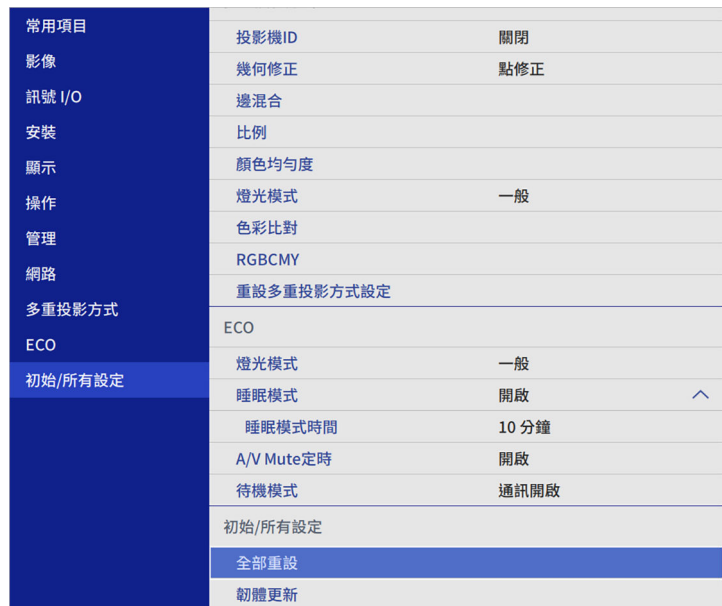 常用項目
影像
訊號 I/O
安裝
顯示
操作
管理
網路
多重投影方式
ECO
初始/所有設定
投影機ID 關閉
幾何修正 點修正
邊混合
比例
顏色均勻度
燈光模式 一般
色彩比對
RGBCMY
重設多重投影方式設定
ECO
燈光模式 一般
睡眠模式 開啟
睡眠模式時間 10 分鐘
A/V Mute定時 開啟
待機模式 通訊開啟
初始/所有設定
全部重設
韌體更新